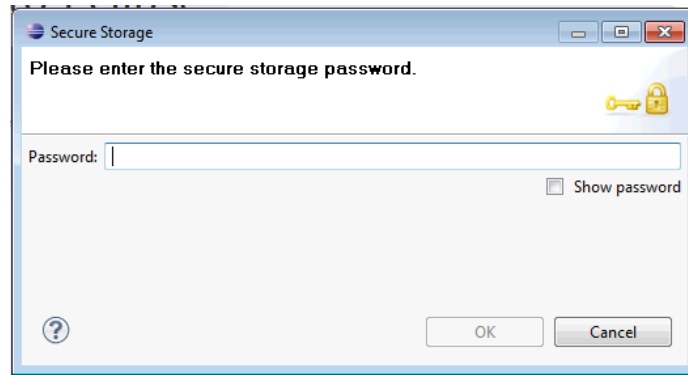 Secure Storage
Please enter the secure storage password.
Password:
Show password
?
OK
Cancel